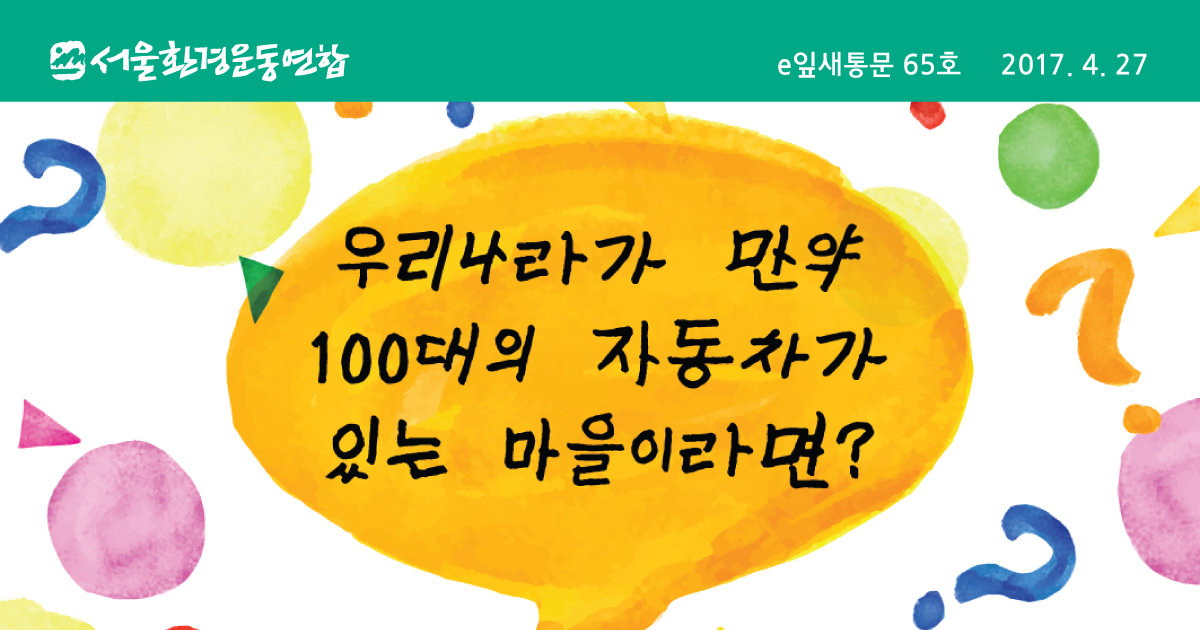 서울환경운동연합
e잎새통문 65호 2017. 4. 27
우리나라가 만약
100대의 자동차가
있는 마을이라면?